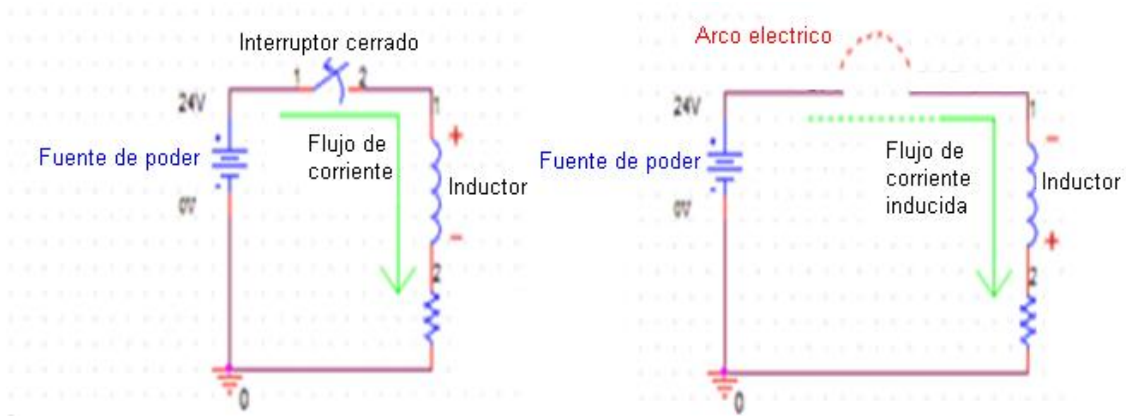 Interruptor cerrado
1 2
24V
1
+
Fuente de poder
+
-
Flujo de
corriente
Inductor
0V
-
2
0
Arco electrico
24V
1
-
Fuente de poder
+
-
Flujo de
corriente
inducida
Inductor
0V
+
2
0